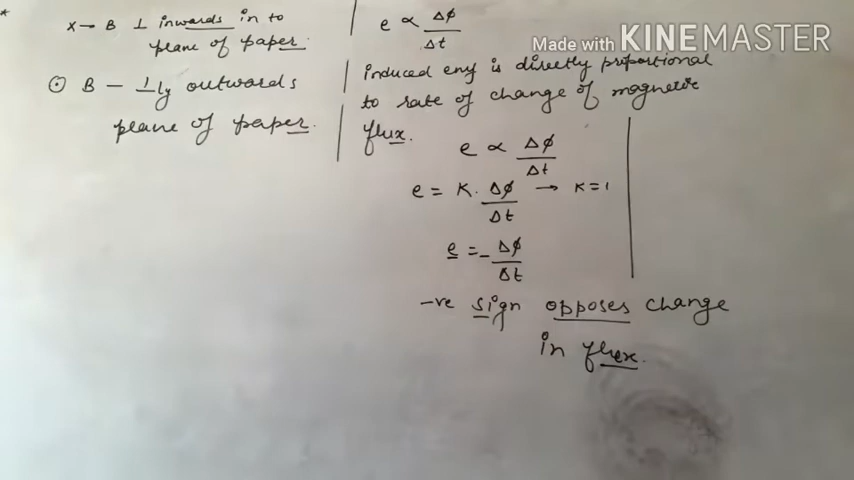 *
x → B ⊥ inwards in to
plane of paper.
⊙ B - ⊥ly outwards
plane of paper.
e ∝ Δϕ/Δt
Made with KINEMASTER
induced emf is directly proportional
to rate of change of magnetic
flux.
e ∝ Δϕ/Δt
e = K. Δϕ/Δt → K=1
e = - Δϕ/Δt
-ve sign opposes change
in flux.